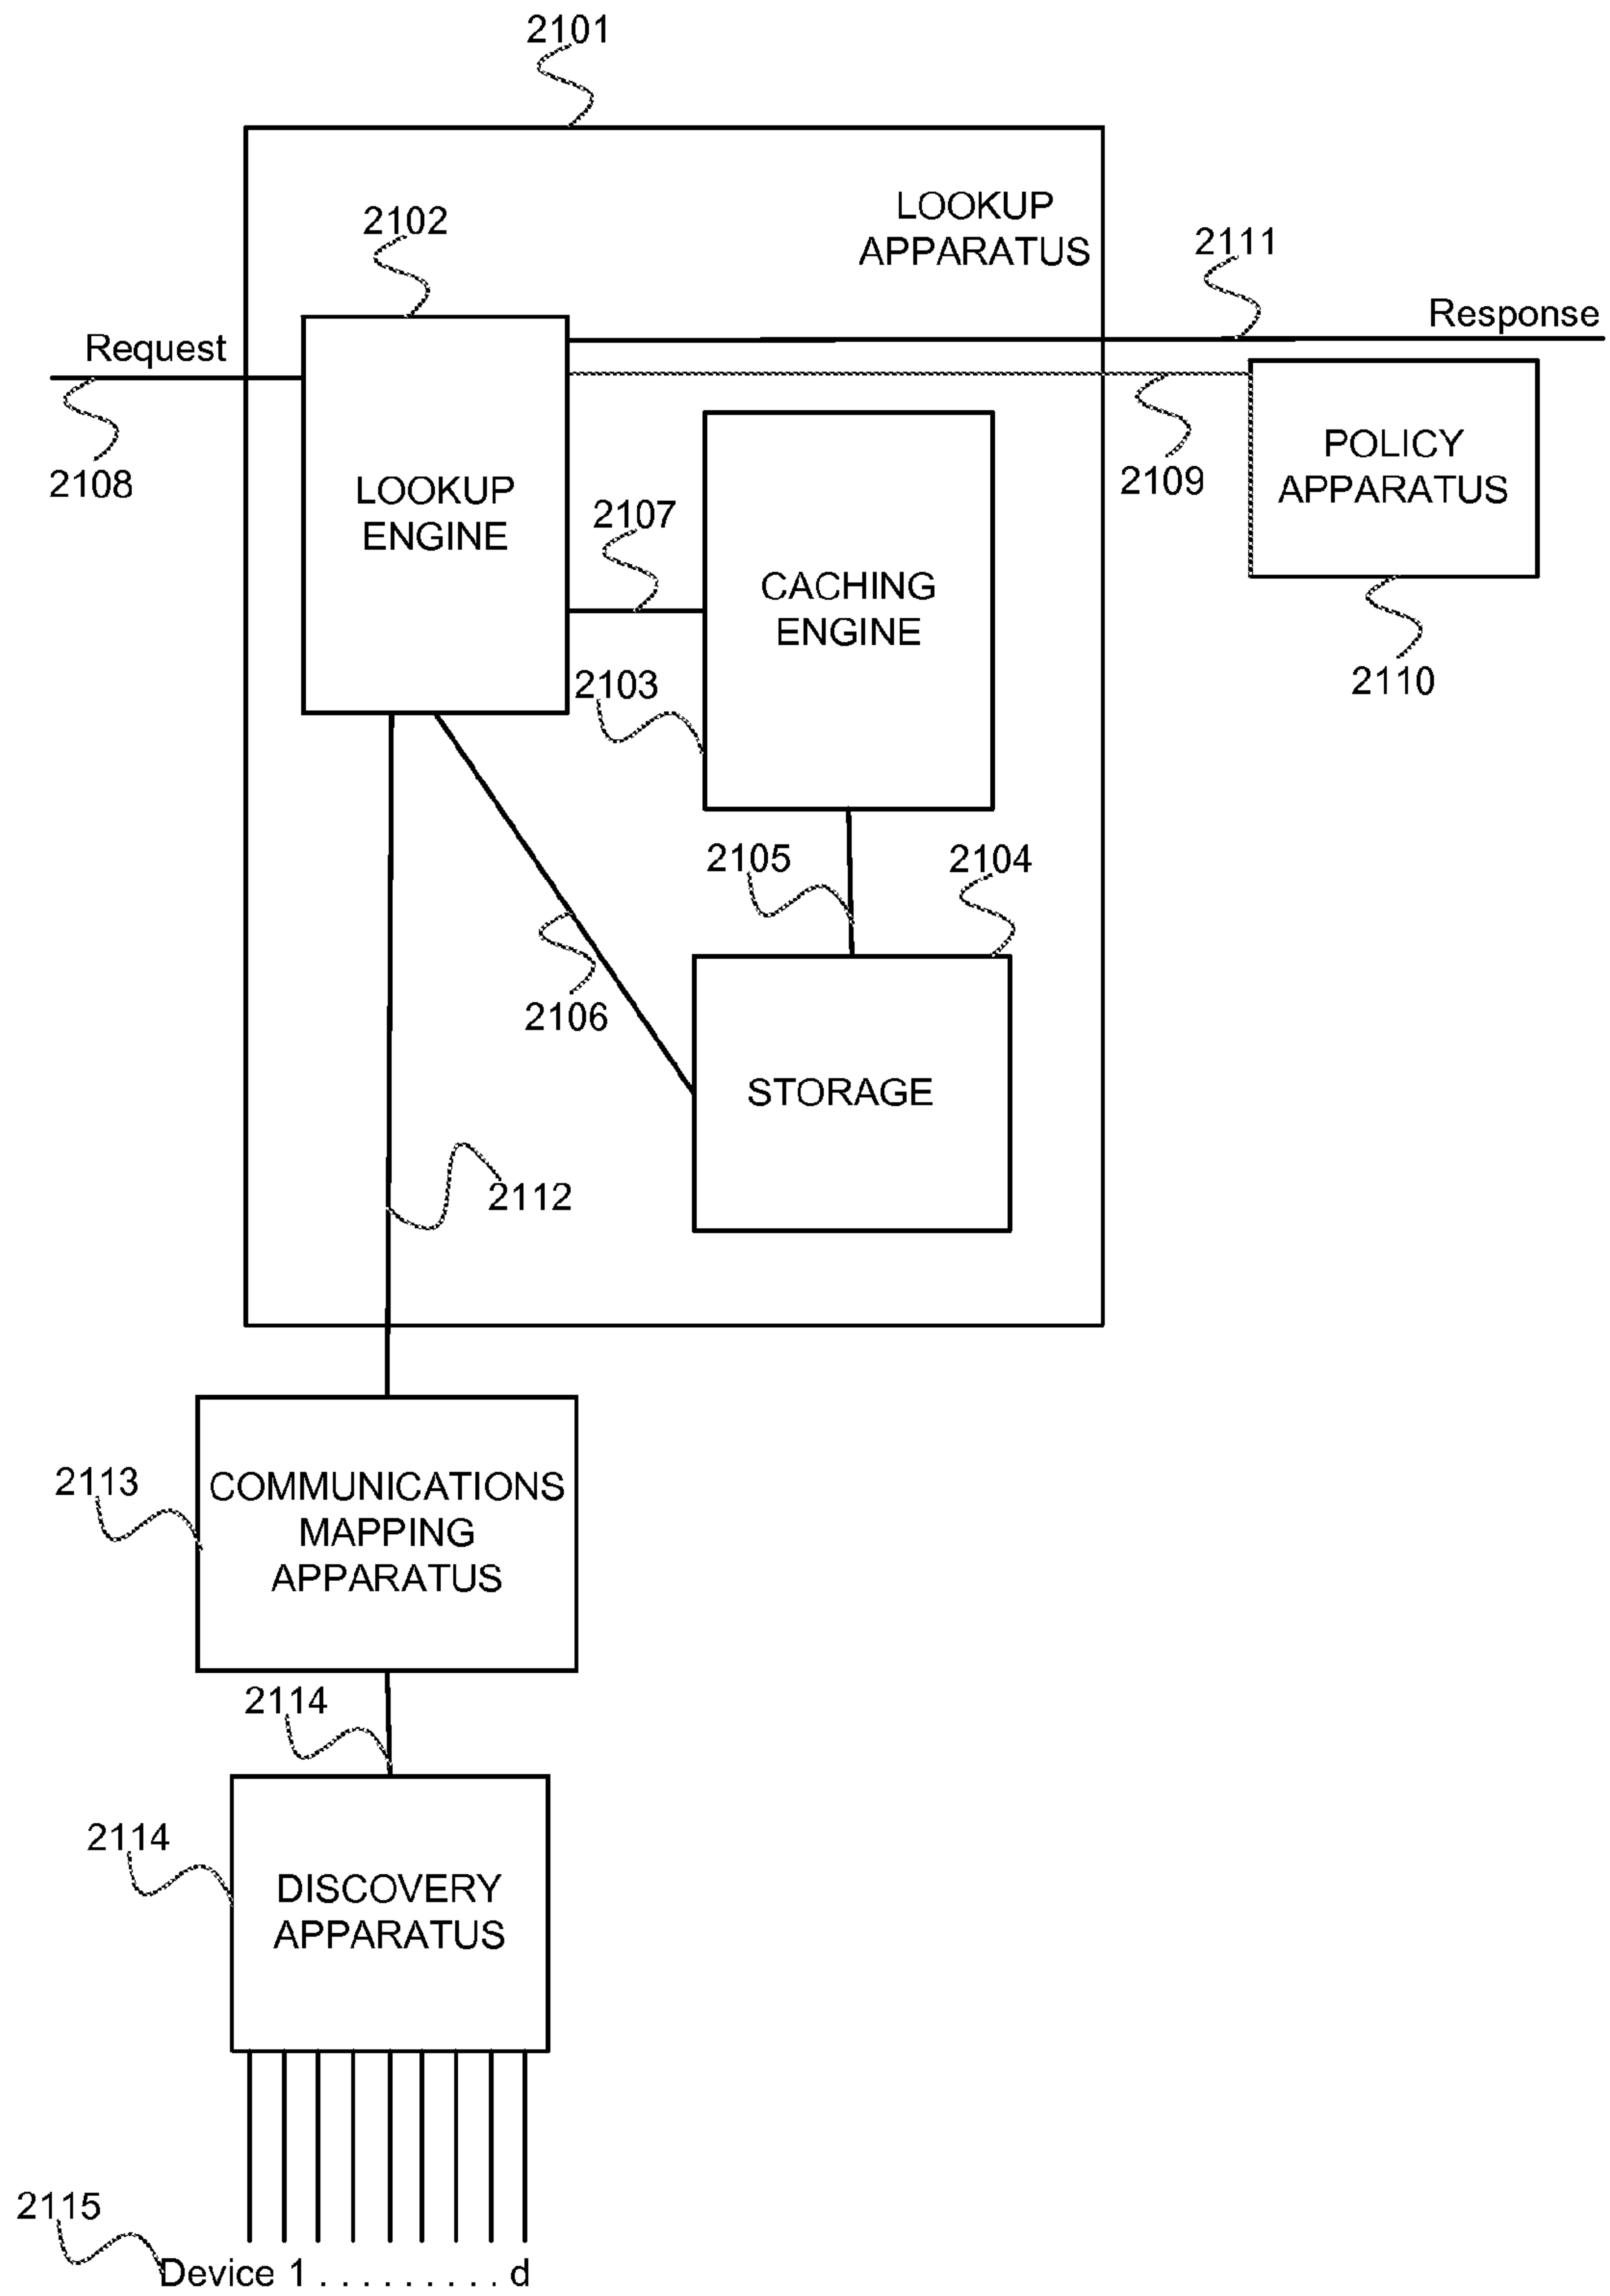 2101
LOOKUP
APPARATUS
2102
2111
Response
Request
2108
LOOKUP
ENGINE
2107
CACHING
ENGINE
2109
POLICY
APPARATUS
2110
2103
2105
2104
2106
STORAGE
2112
2113
COMMUNICATIONS
MAPPING
APPARATUS
2114
2114
DISCOVERY
APPARATUS
2115
Device 1 . . . . . . . . . d